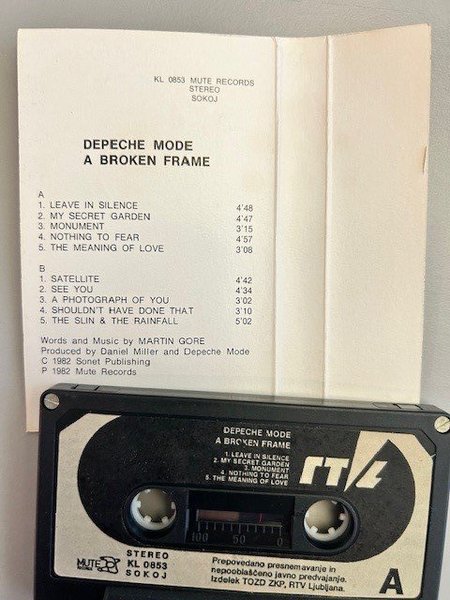 KL 0853 MUTE RECORDS
STEREO
SOKOJ
DEPECHE MODE
A BROKEN FRAME
A
1. LEAVE IN SILENCE 4'48
2. MY SECRET GARDEN 4'47
3. MONUMENT 3'15
4. NOTHING TO FEAR 4'57
5. THE MEANING OF LOVE 3'08
B
1. SATELLITE 4'42
2. SEE YOU 4'34
3. A PHOTOGRAPH OF YOU 3'02
4. SHOULDN'T HAVE DONE THAT 3'10
5. THE SLIN & THE RAINFALL 5'02
Words and Music by MARTIN GORE
Produced by Daniel Miller and Depeche Mode
C 1982 Sonet Publishing
P 1982 Mute Records
DEPECHE MODE
A BROKEN FRAME
1. LEAVE IN SILENCE
2. MY SECRET GARDEN
3. MONUMENT
4. NOTHING TO FEAR
5. THE MEANING OF LOVE
RTL
100 50 0
MUTE
RECORDS
STEREO
KL 0853
SOKOJ
Prepovedano presnemavanje in
nepooblaščeno javno predvajanje.
Izdelek TOZD ZKP, RTV Ljubljana.
A